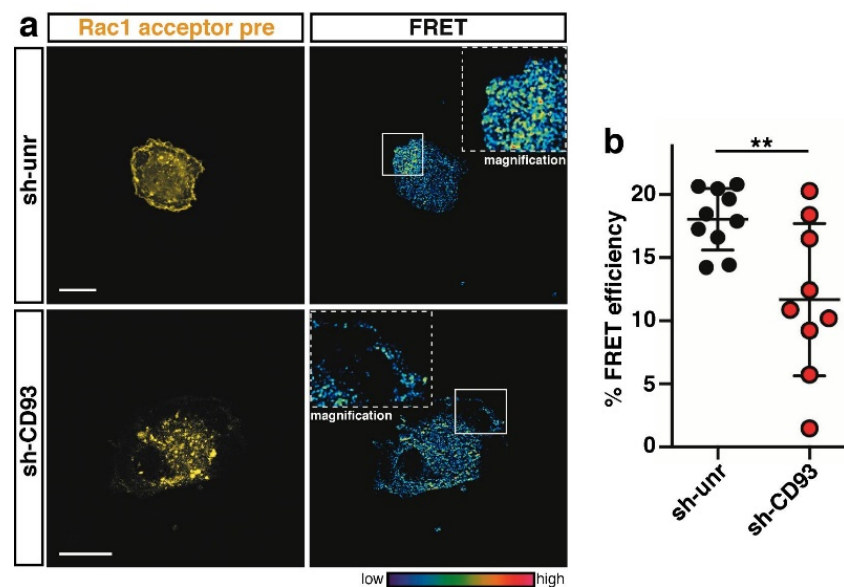 a
Rac1 acceptor pre
FRET
sh-unr
magnification
sh-CD93
magnification
low
high
b
**
% FRET efficiency
20
15
10
5
0
sh-unr
sh-CD93